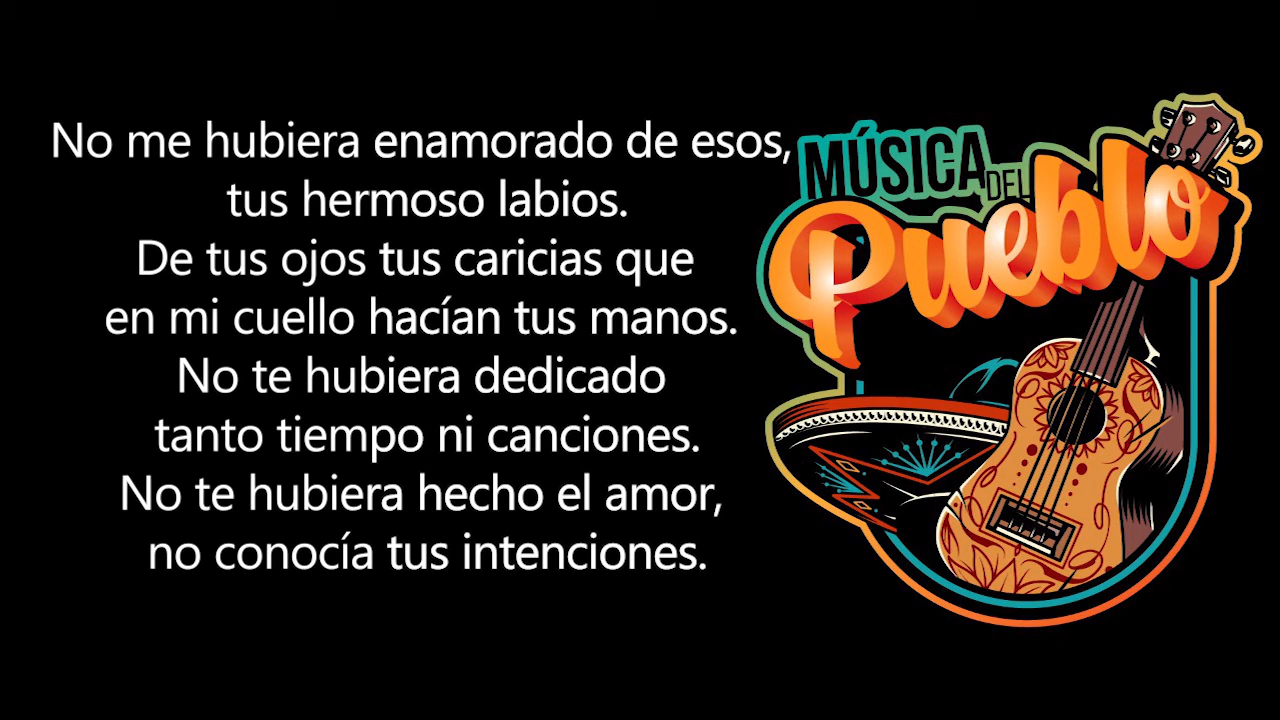 No me hubiera enamorado de esos,
tus hermoso labios.
De tus ojos tus caricias que
en mi cuello hacían tus manos.
No te hubiera dedicado
tanto tiempo ni canciones.
No te hubiera hecho el amor,
no conocía tus intenciones.
MÚSICA DEL
Pueblo